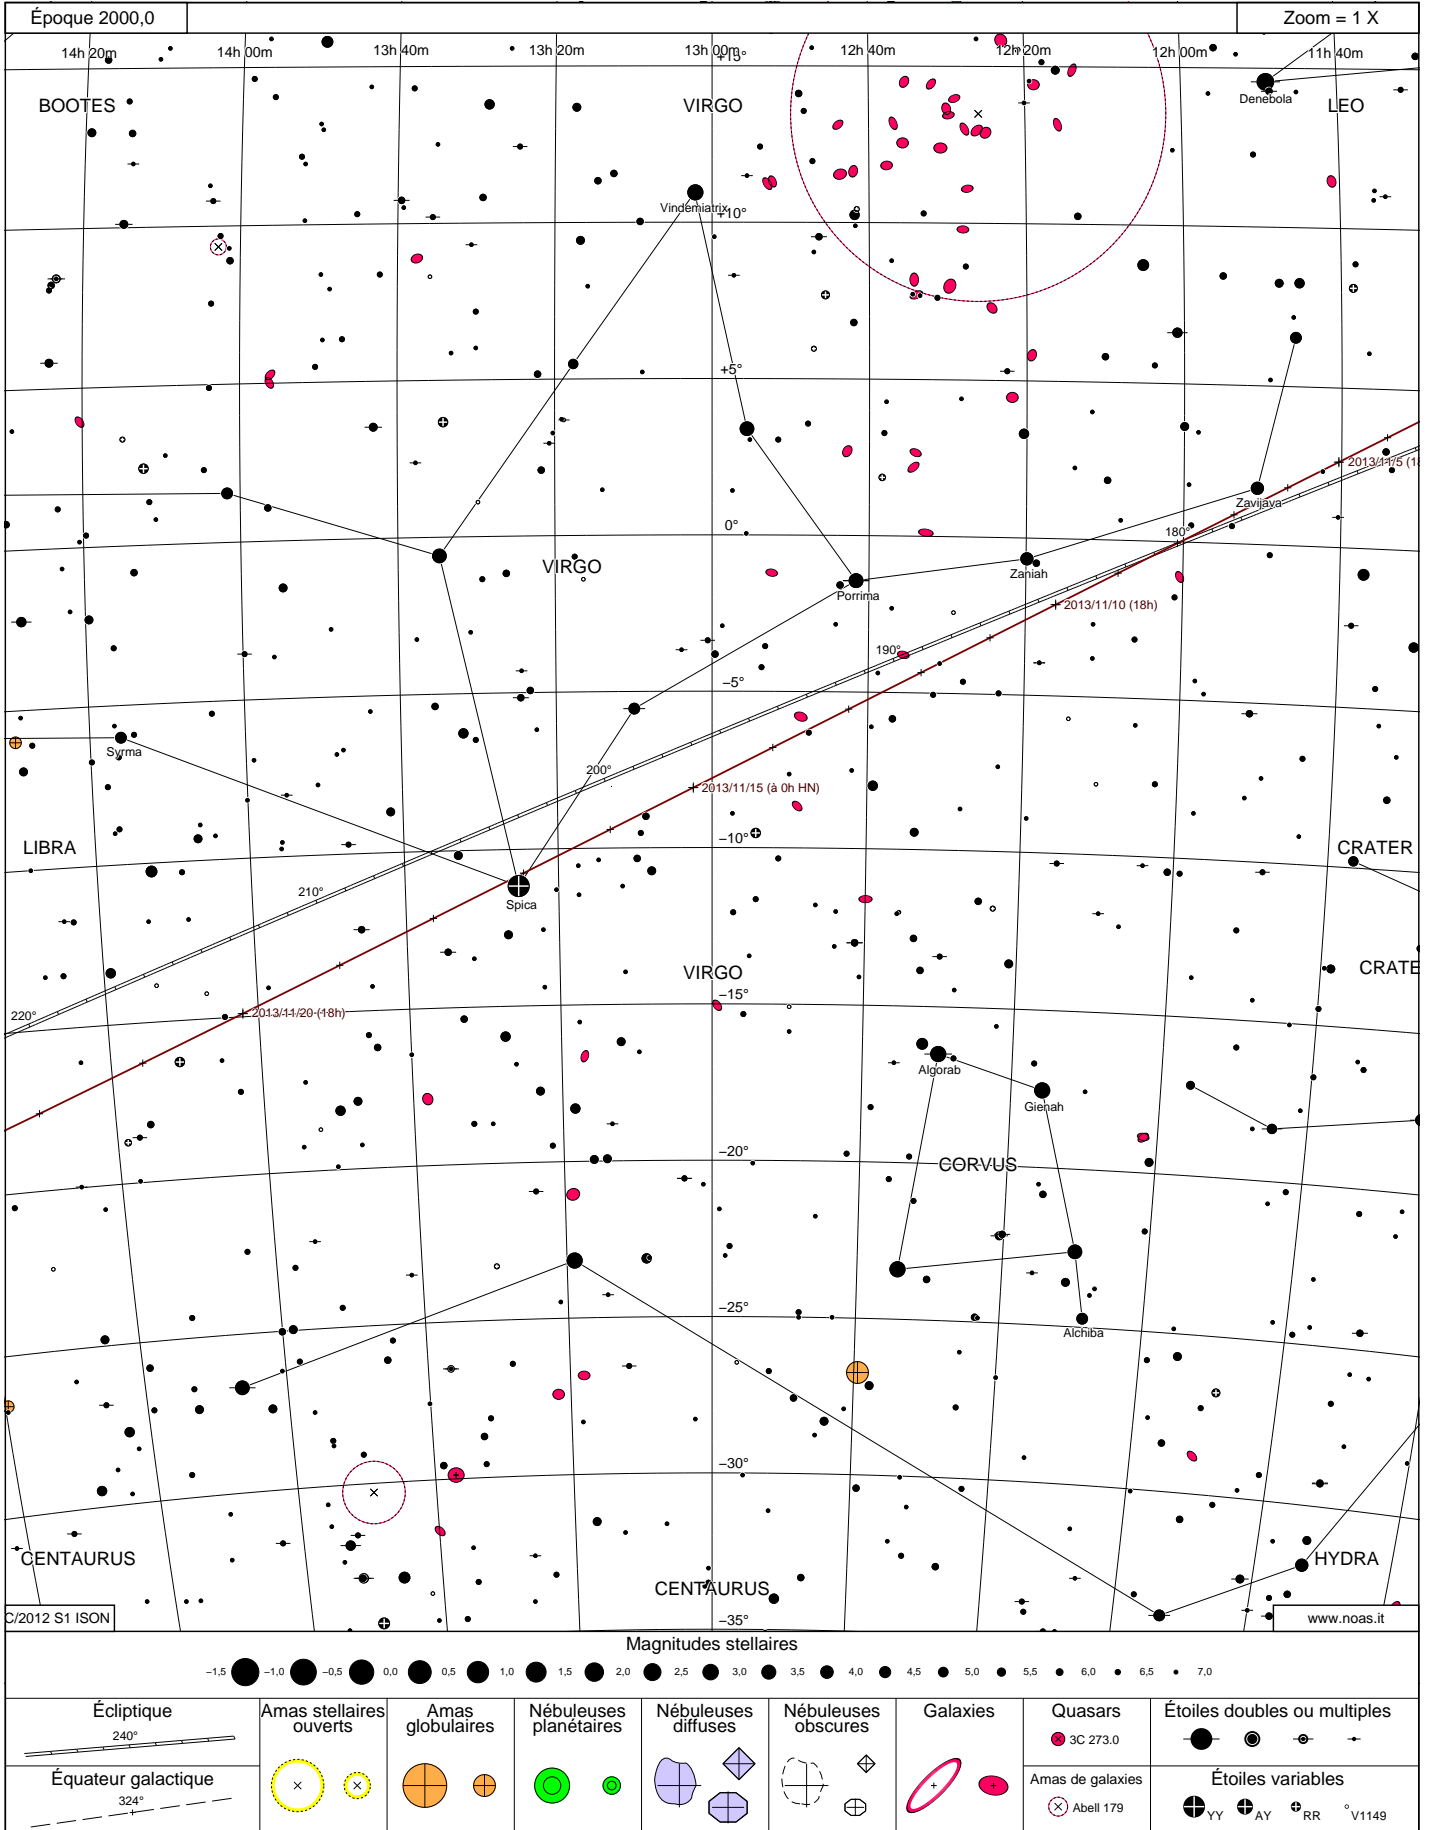 Époque 2000,0
Zoom = 1 X
14h 20m
14h 00m
13h 40m
13h 20m
13h 00m
12h 40m
12h 20m
12h 00m
11h 40m
+15°
BOOTES
VIRGO
Denebola
LEO
Vindemiatrix
+10°
+5°
2013/11/5 (18
Zavijava
0°
180°
VIRGO
Zaniah
Porrima
2013/11/10 (18h)
190°
−5°
Syrma
200°
2013/11/15 (à 0h HN)
LIBRA
−10°
CRATER
210°
Spica
VIRGO
CRATE
−15°
220°
2013/11/20 (18h)
Algorab
Gienah
−20°
CORVUS
−25°
Alchiba
−30°
CENTAURUS
HYDRA
CENTAURUS
C/2012 S1 ISON
−35°
www.noas.it
Magnitudes stellaires
−1,5 −1,0 −0,5 0,0 0,5 1,0 1,5 2,0 2,5 3,0 3,5 4,0 4,5 5,0 5,5 6,0 6,5 7,0
Écliptique
240°
Équateur galactique
324°
Amas stellaires
ouverts
Amas
globulaires
Nébuleuses
planétaires
Nébuleuses
diffuses
Nébuleuses
obscures
Galaxies
Quasars
3C 273.0
Amas de galaxies
Abell 179
Étoiles doubles ou multiples
Étoiles variables
YY AY RR V1149